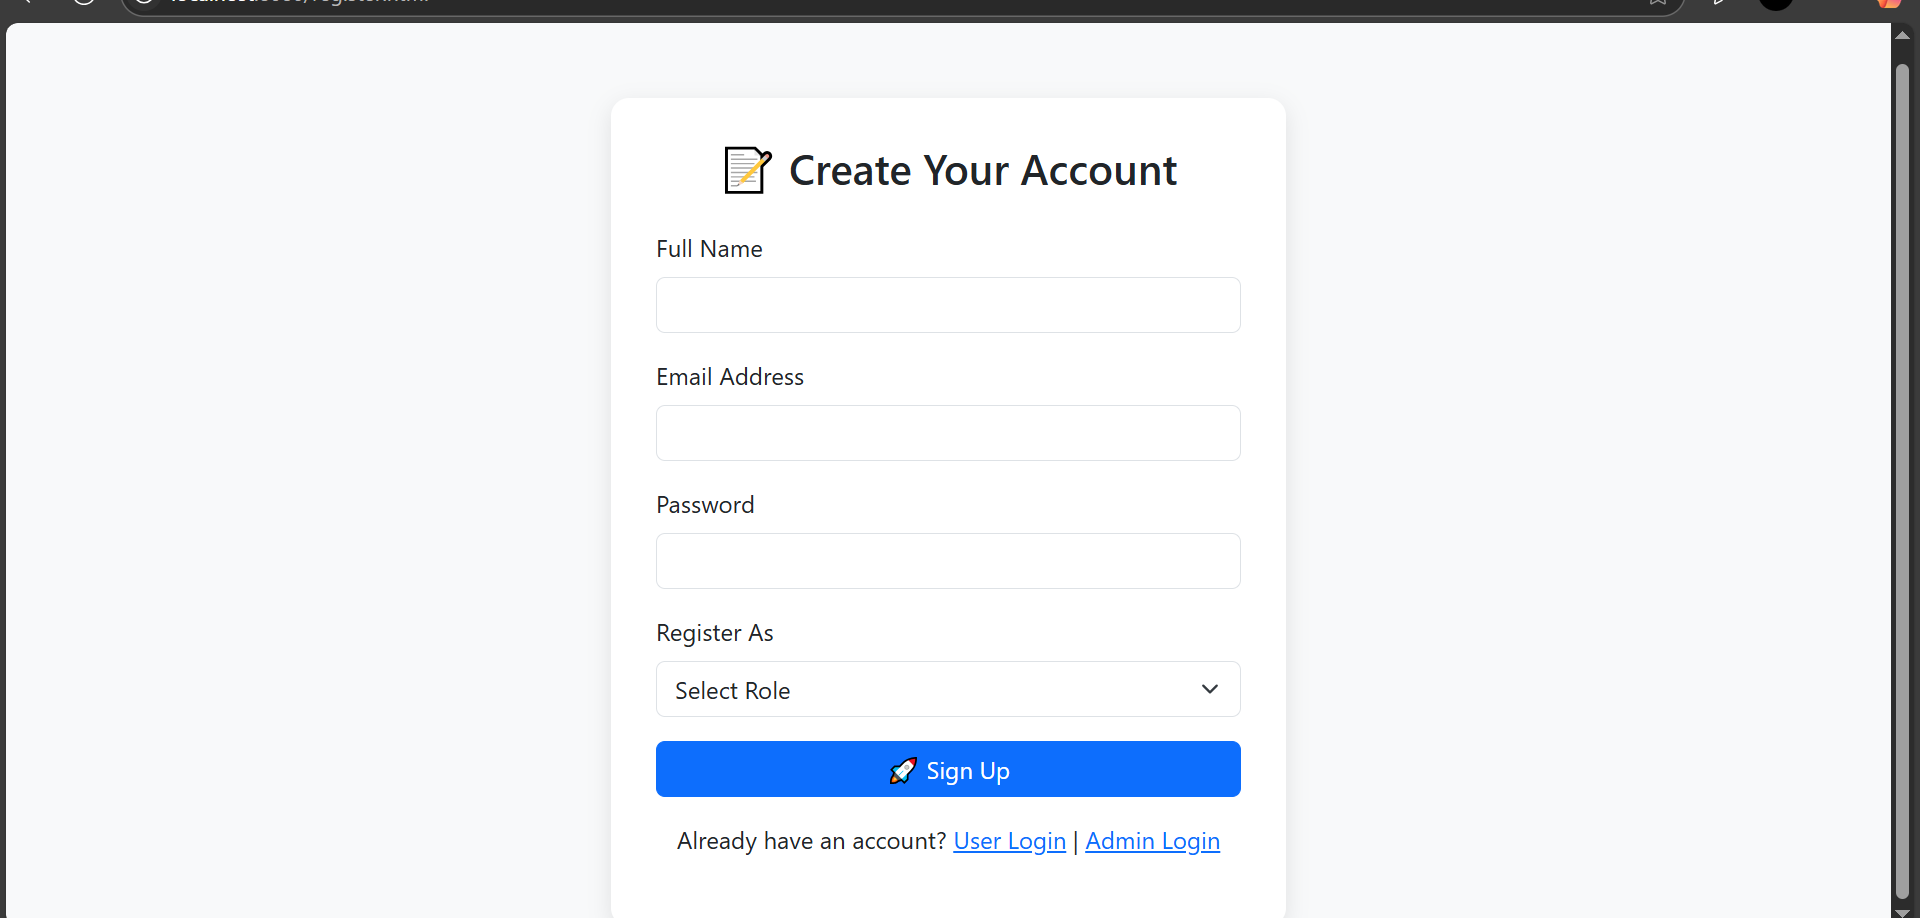 Create Your Account
Full Name
Email Address
Password
Register As
Select Role
Sign Up
Already have an account? User Login | Admin Login